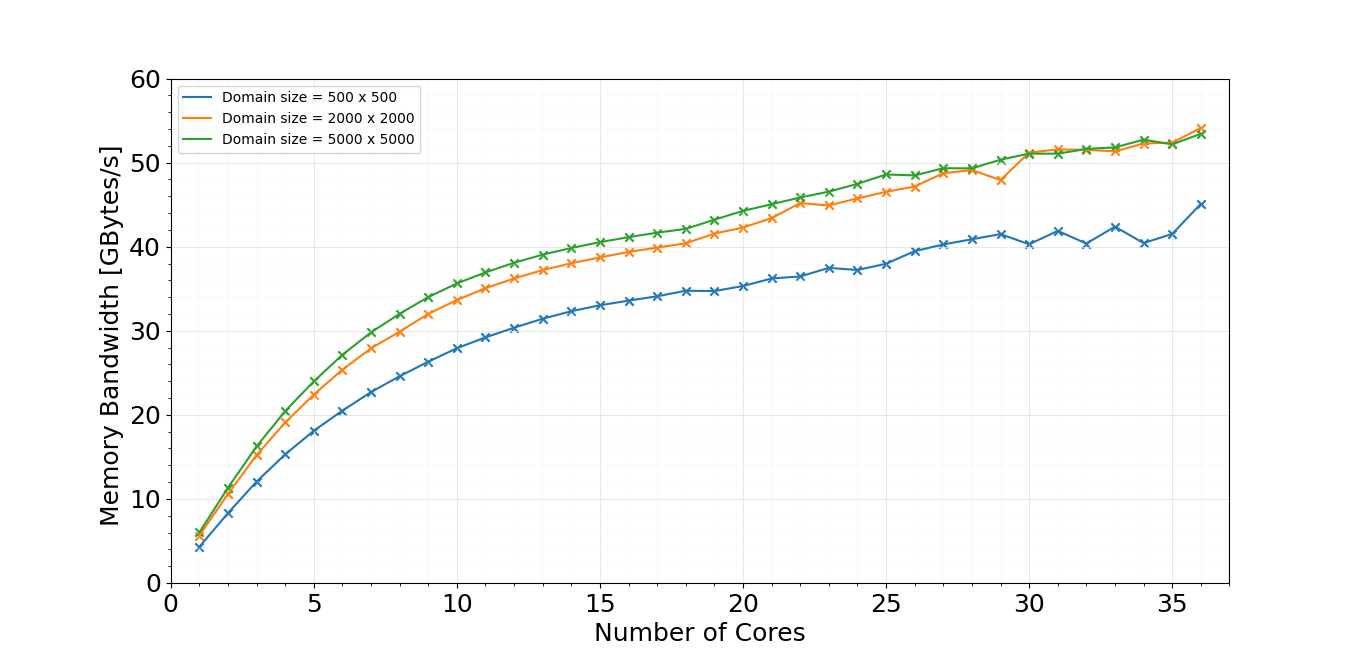 60
50
40
30
20
10
0
Memory Bandwidth [GBytes/s]
Domain size = 500 x 500
Domain size = 2000 x 2000
Domain size = 5000 x 5000
0 5 10 15 20 25 30 35
Number of Cores